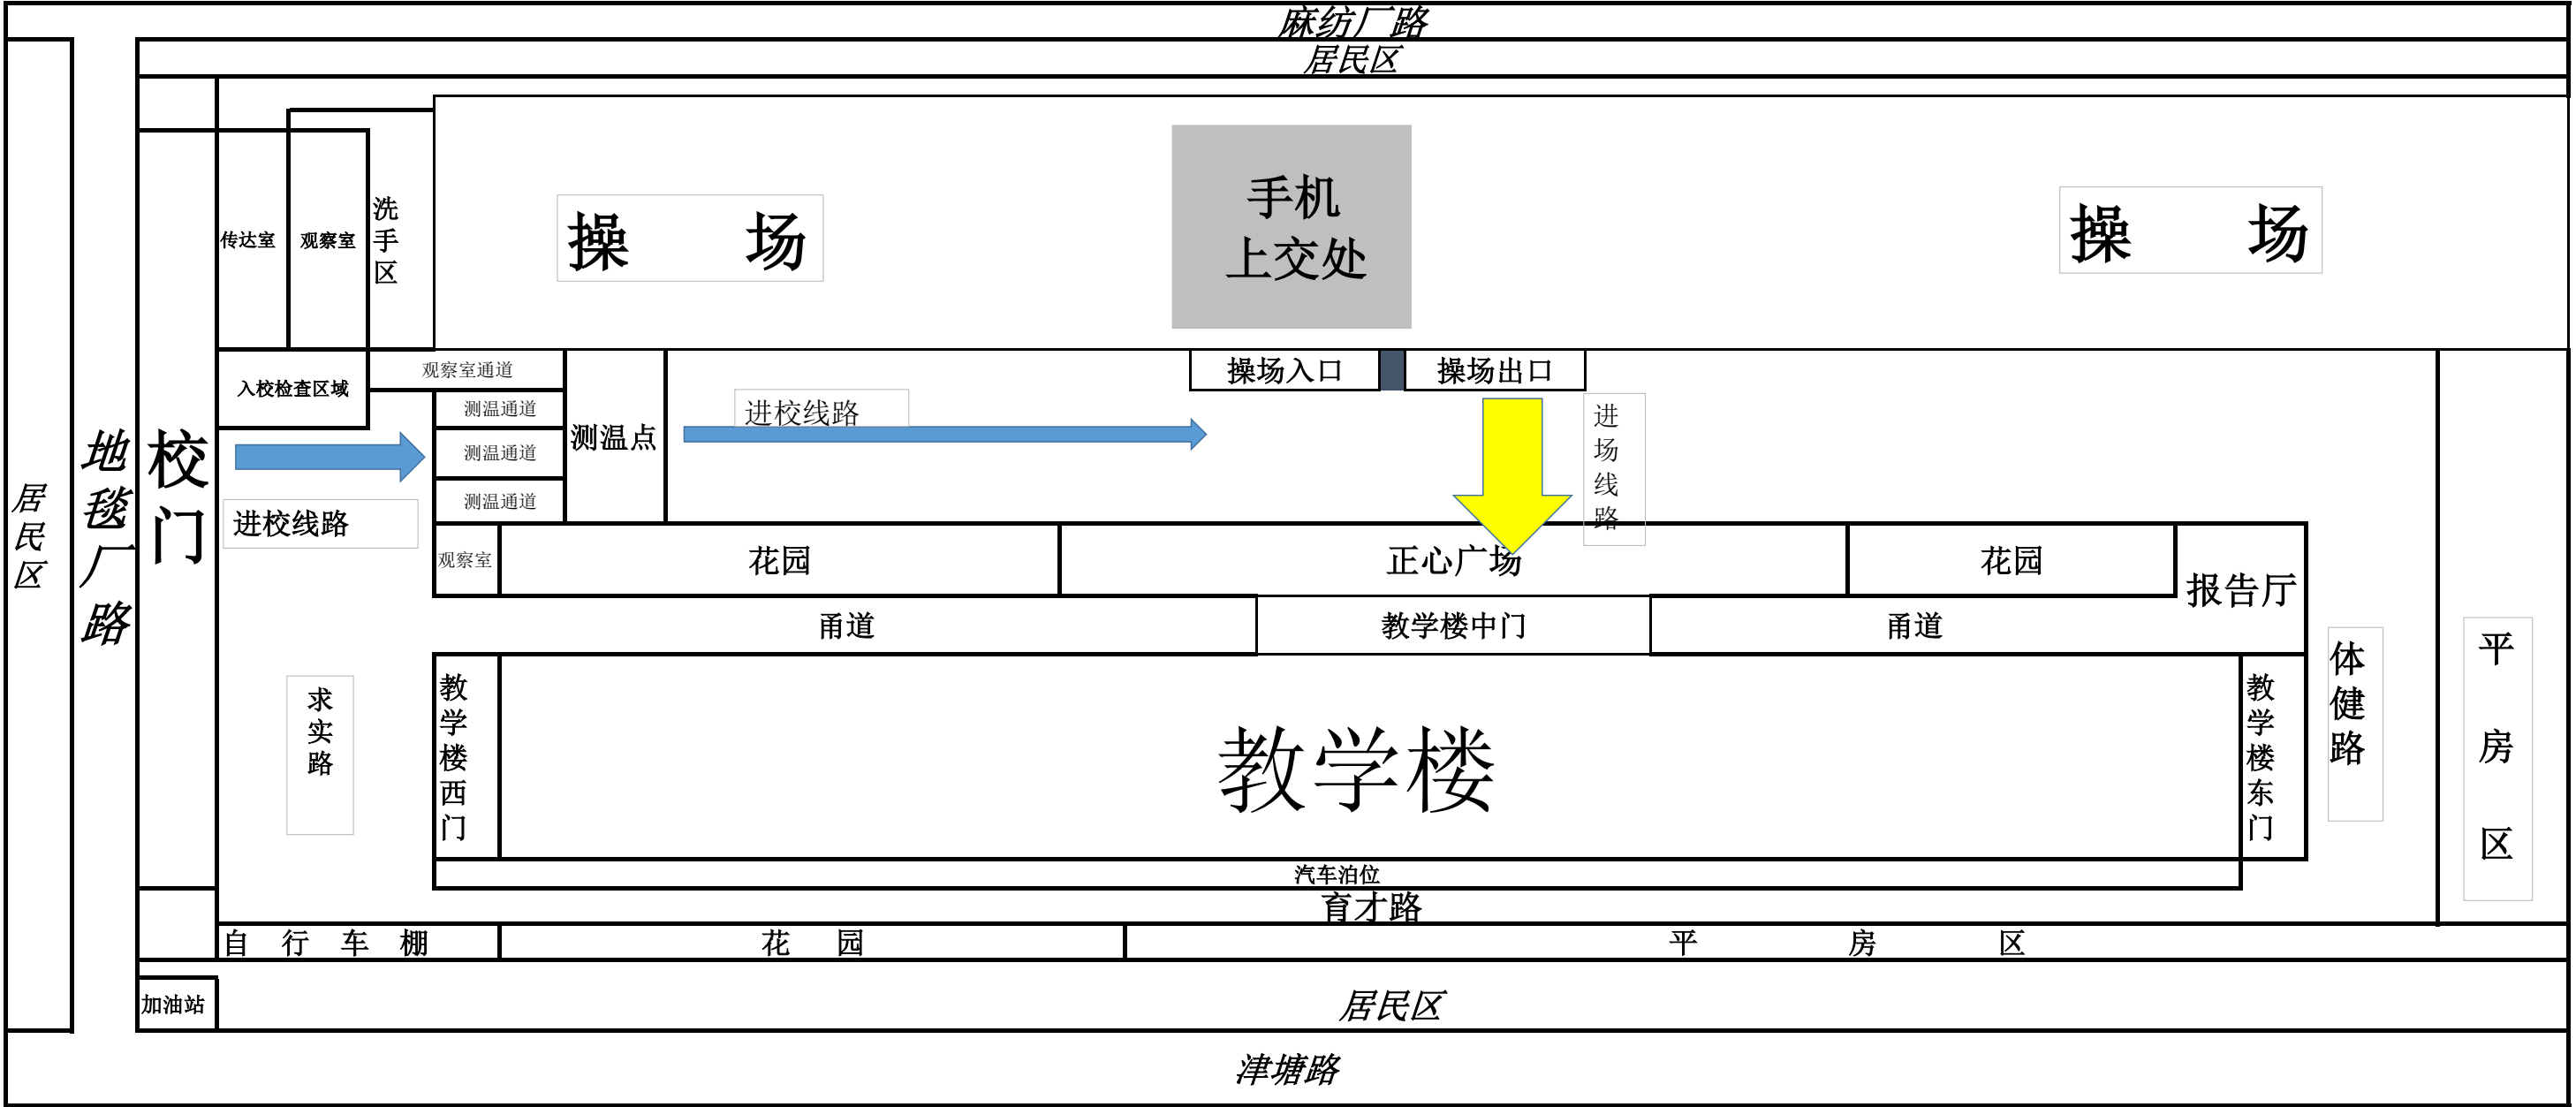 麻纺厂路
居民区
手机
上交处
操 场
操 场
传达室
观察室
洗手区
观察室通道
操场入口
操场出口
入校检查区域
测温通道
进校线路
进场线路
测温点
测温通道
测温通道
地毯厂路
校门
居民区
进校线路
观察室
花园
正心广场
花园
报告厅
甬道
教学楼中门
甬道
求实路
教学楼西门
教学楼
教学楼东门
体健路
平房区
汽车泊位
育才路
自行车棚
花 园
平 房 区
加油站
居民区
津塘路